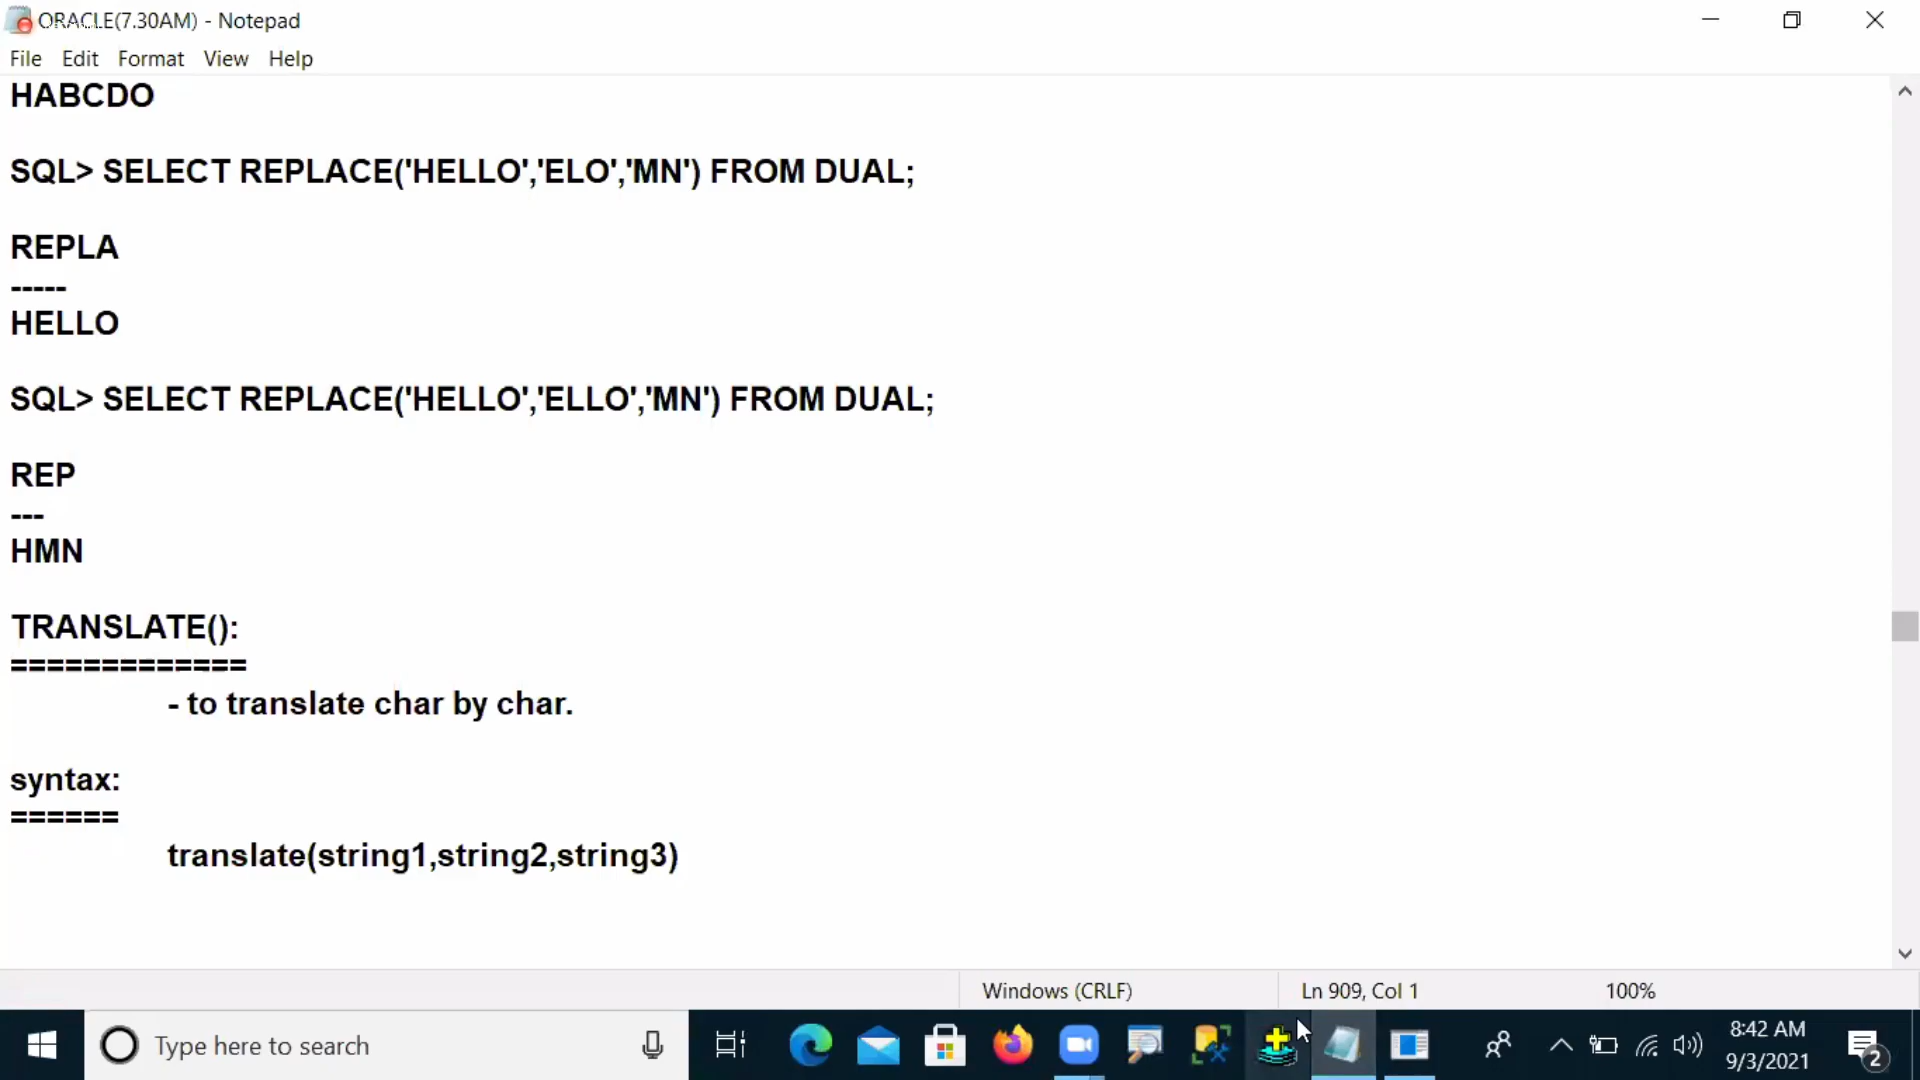 ORACLE(7.30AM) - Notepad
File Edit Format View Help
HABCDO
SQL> SELECT REPLACE('HELLO','ELO','MN') FROM DUAL;
REPLA
-----
HELLO
SQL> SELECT REPLACE('HELLO','ELLO','MN') FROM DUAL;
REP
---
HMN
TRANSLATE():
=============
- to translate char by char.
syntax:
======
translate(string1,string2,string3)
Windows (CRLF) Ln 909, Col 1 100%
Type here to search
8:42 AM
9/3/2021
2